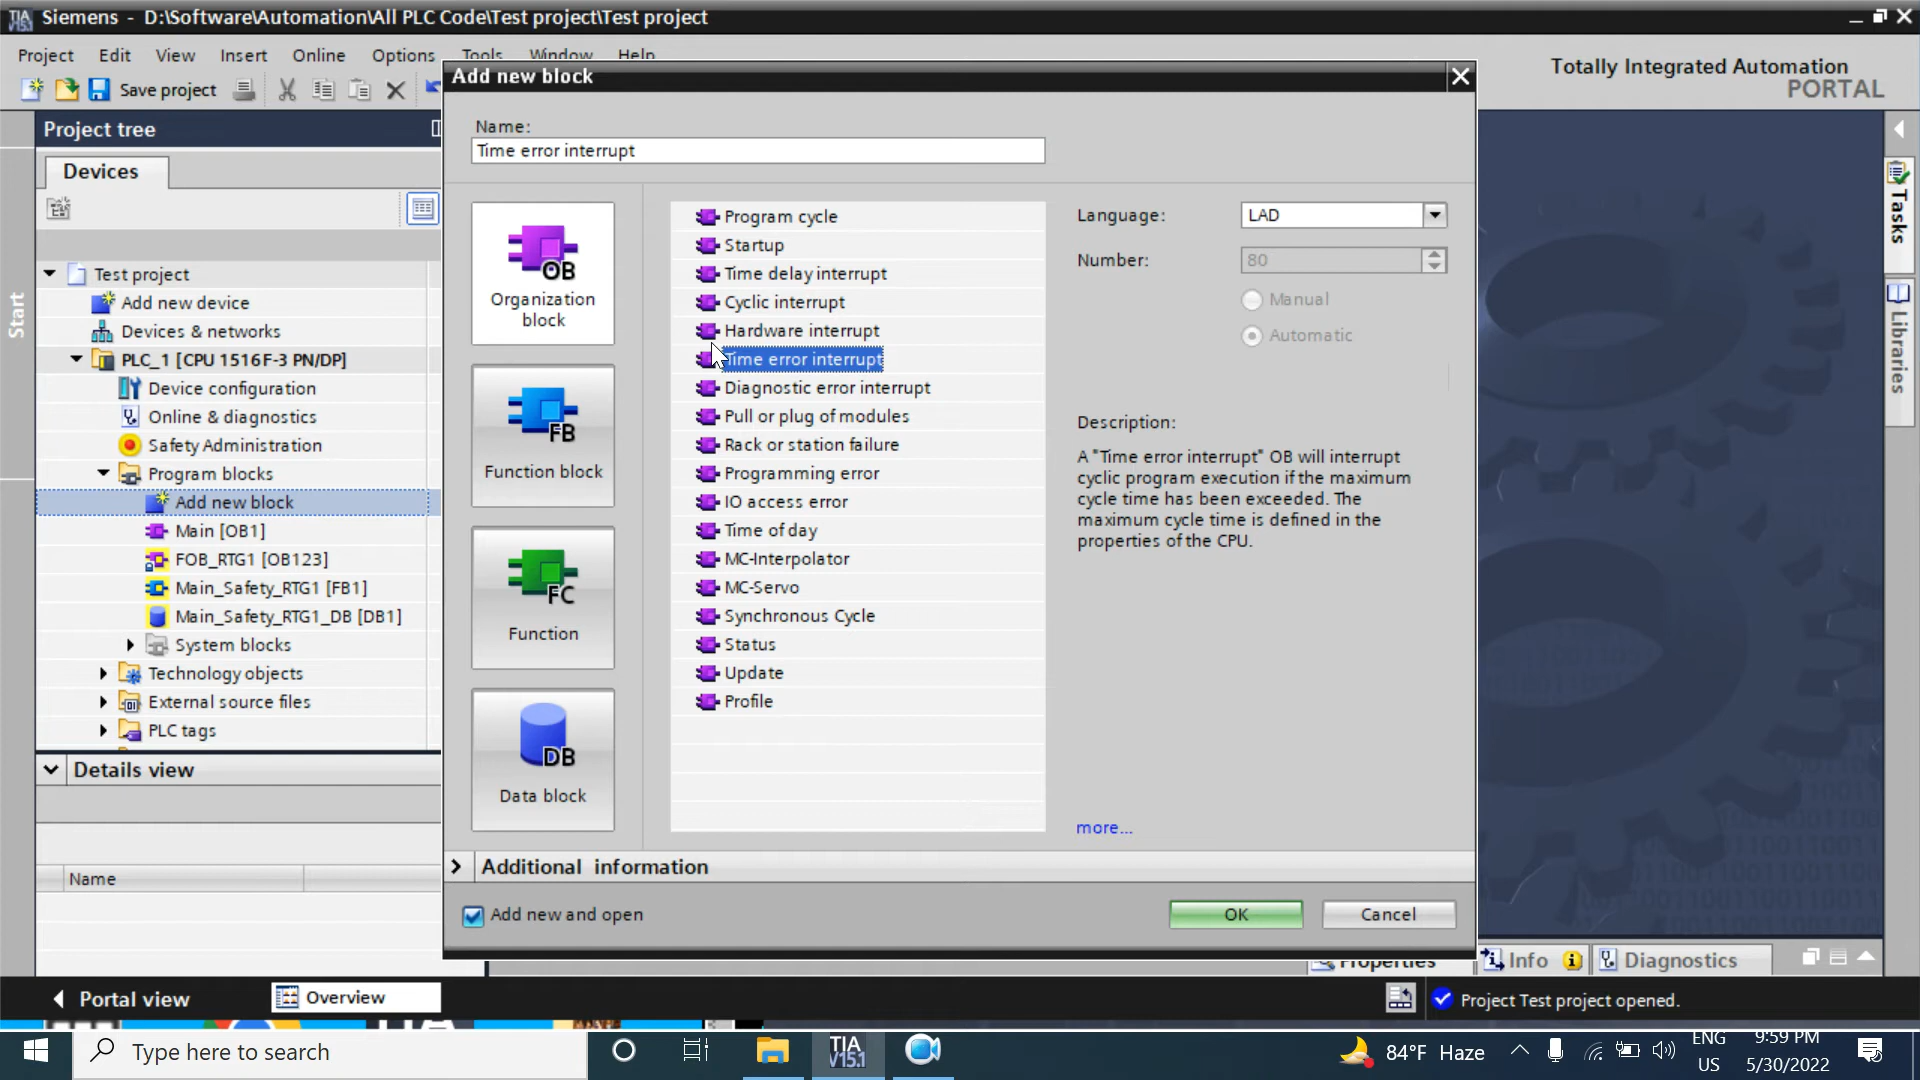 Siemens - D:\Software\Automation\All PLC Code\Test project\Test project
Project Edit View Insert Online Options Tools Window Help
Totally Integrated Automation
PORTAL
Save project
Add new block
Name:
Time error interrupt
Project tree
Devices
Start
Test project
Add new device
Devices & networks
PLC_1 [CPU 1516F-3 PN/DP]
Device configuration
Online & diagnostics
Safety Administration
Program blocks
Add new block
Main [OB1]
FOB_RTG1 [OB123]
Main_Safety_RTG1 [FB1]
Main_Safety_RTG1_DB [DB1]
System blocks
Technology objects
External source files
PLC tags
Details view
Name
OB
Organization
block
FB
Function block
FC
Function
DB
Data block
Program cycle
Startup
Time delay interrupt
Cyclic interrupt
Hardware interrupt
Time error interrupt
Diagnostic error interrupt
Pull or plug of modules
Rack or station failure
Programming error
IO access error
Time of day
MC-Interpolator
MC-Servo
Synchronous Cycle
Status
Update
Profile
Language: LAD
Number: 80
Manual
Automatic
Description:
A "Time error interrupt" OB will interrupt
cyclic program execution if the maximum
cycle time has been exceeded. The
maximum cycle time is defined in the
properties of the CPU.
more...
Additional information
Add new and open
OK Cancel
Tasks
Libraries
Properties Info Diagnostics
Portal view Overview
Project Test project opened.
Type here to search
TIA
V15.1
84°F Haze
ENG
US
9:59 PM
5/30/2022